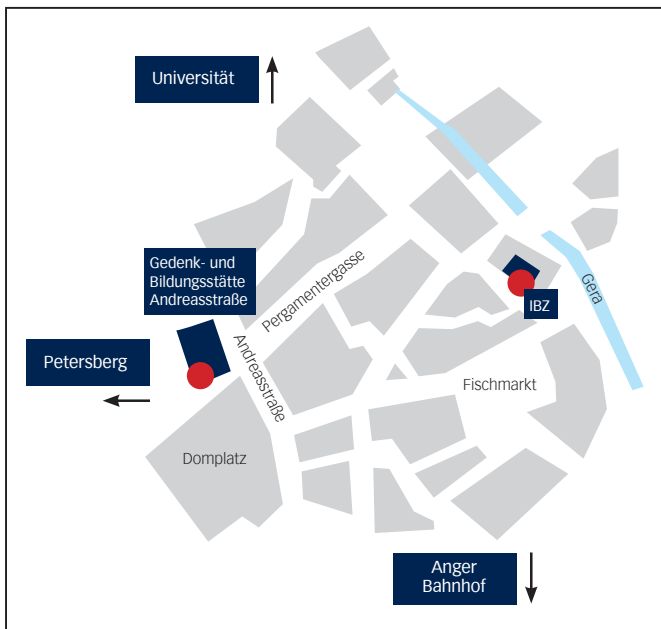 Universität
Gedenk- und
Bildungsstätte
Andreasstraße
Pergamentergasse
Gera
IBZ
Petersberg
Andreasstraße
Fischmarkt
Domplatz
Anger
Bahnhof